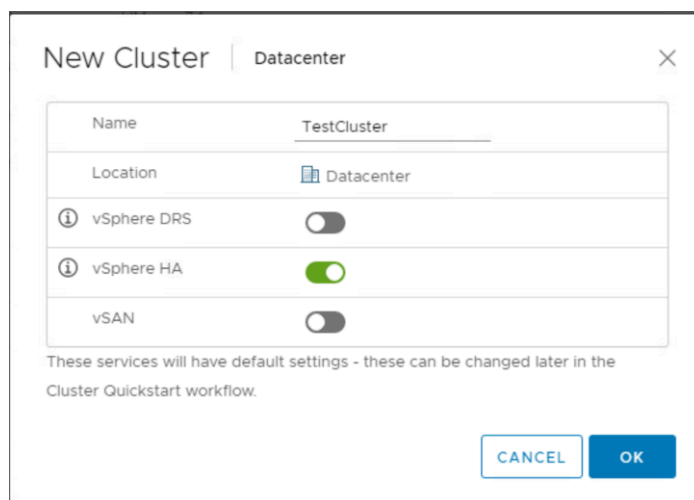 New Cluster Datacenter
Name TestCluster
Location Datacenter
vSphere DRS
vSphere HA
vSAN
These services will have default settings - these can be changed later in the
Cluster Quickstart workflow.
CANCEL OK